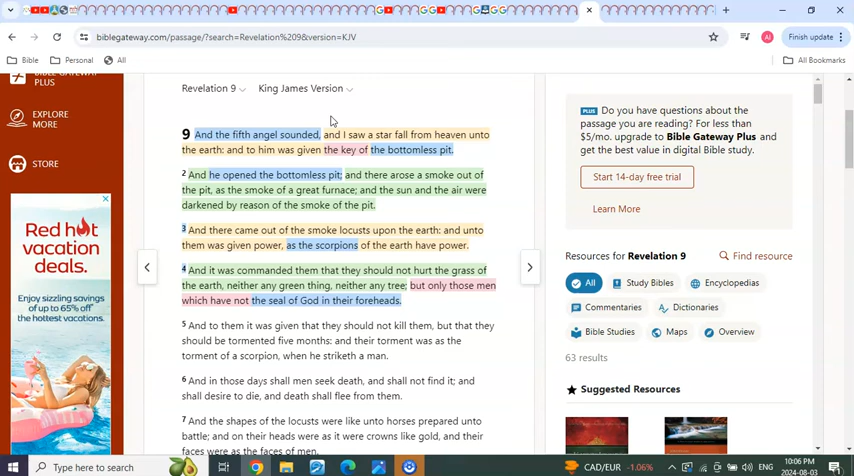 Finish update
biblegateway.com/passage/?search=Revelation%209&version=KJV
Bible
Personal
All
All Bookmarks
BIBLE GATEWAY
PLUS
EXPLORE
MORE
STORE
Red hot
vacation
deals.
Enjoy sizzling savings
of up to 65% off
the hottest vacations!
Revelation 9 King James Version
9 And the fifth angel sounded, and I saw a star fall from heaven unto
the earth: and to him was given the key of the bottomless pit.
2 And he opened the bottomless pit; and there arose a smoke out of
the pit, as the smoke of a great furnace; and the sun and the air were
darkened by reason of the smoke of the pit.
3 And there came out of the smoke locusts upon the earth: and unto
them was given power, as the scorpions of the earth have power.
4 And it was commanded them that they should not hurt the grass of
the earth, neither any green thing, neither any tree; but only those men
which have not the seal of God in their foreheads.
5 And to them it was given that they should not kill them, but that they
should be tormented five months: and their torment was as the
torment of a scorpion, when he striketh a man.
6 And in those days shall men seek death, and shall not find it; and
shall desire to die, and death shall flee from them.
7 And the shapes of the locusts were like unto horses prepared unto
battle; and on their heads were as it were crowns like gold, and their
faces were as the faces of men.
PLUS Do you have questions about the
passage you are reading? For less than
$5/mo. upgrade to Bible Gateway Plus and
get the best value in digital Bible study.
Start 14-day free trial
Learn More
Resources for Revelation 9 Find resource
All Study Bibles Encyclopedias
Commentaries Dictionaries
Bible Studies Maps Overview
63 results
Suggested Resources
Type here to search
CAD/EUR -1.06%
ENG
10:06 PM
2024-08-03